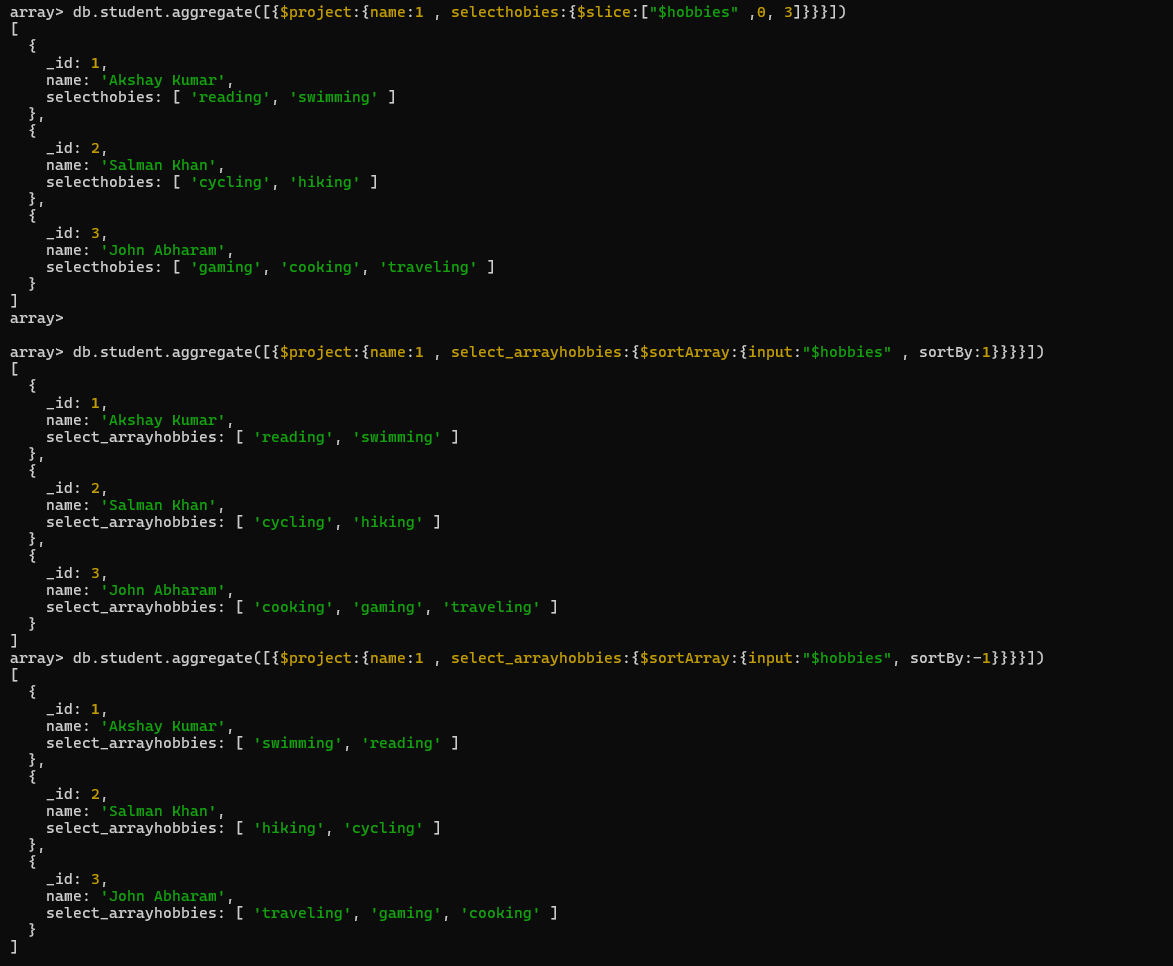 array> db.student.aggregate([{$project:{name:1 , selecthobies:{$slice:["$hobbies" ,0, 3]}}}])
[
  {
    _id: 1,
    name: 'Akshay Kumar',
    selecthobies: [ 'reading', 'swimming' ]
  },
  {
    _id: 2,
    name: 'Salman Khan',
    selecthobies: [ 'cycling', 'hiking' ]
  },
  {
    _id: 3,
    name: 'John Abharam',
    selecthobies: [ 'gaming', 'cooking', 'traveling' ]
  }
]
array>
array> db.student.aggregate([{$project:{name:1 , select_arrayhobbies:{$sortArray:{input:"$hobbies" , sortBy:1}}}}])
[
  {
    _id: 1,
    name: 'Akshay Kumar',
    select_arrayhobbies: [ 'reading', 'swimming' ]
  },
  {
    _id: 2,
    name: 'Salman Khan',
    select_arrayhobbies: [ 'cycling', 'hiking' ]
  },
  {
    _id: 3,
    name: 'John Abharam',
    select_arrayhobbies: [ 'cooking', 'gaming', 'traveling' ]
  }
]
array> db.student.aggregate([{$project:{name:1 , select_arrayhobbies:{$sortArray:{input:"$hobbies", sortBy:-1}}}}])
[
  {
    _id: 1,
    name: 'Akshay Kumar',
    select_arrayhobbies: [ 'swimming', 'reading' ]
  },
  {
    _id: 2,
    name: 'Salman Khan',
    select_arrayhobbies: [ 'hiking', 'cycling' ]
  },
  {
    _id: 3,
    name: 'John Abharam',
    select_arrayhobbies: [ 'traveling', 'gaming', 'cooking' ]
  }
]